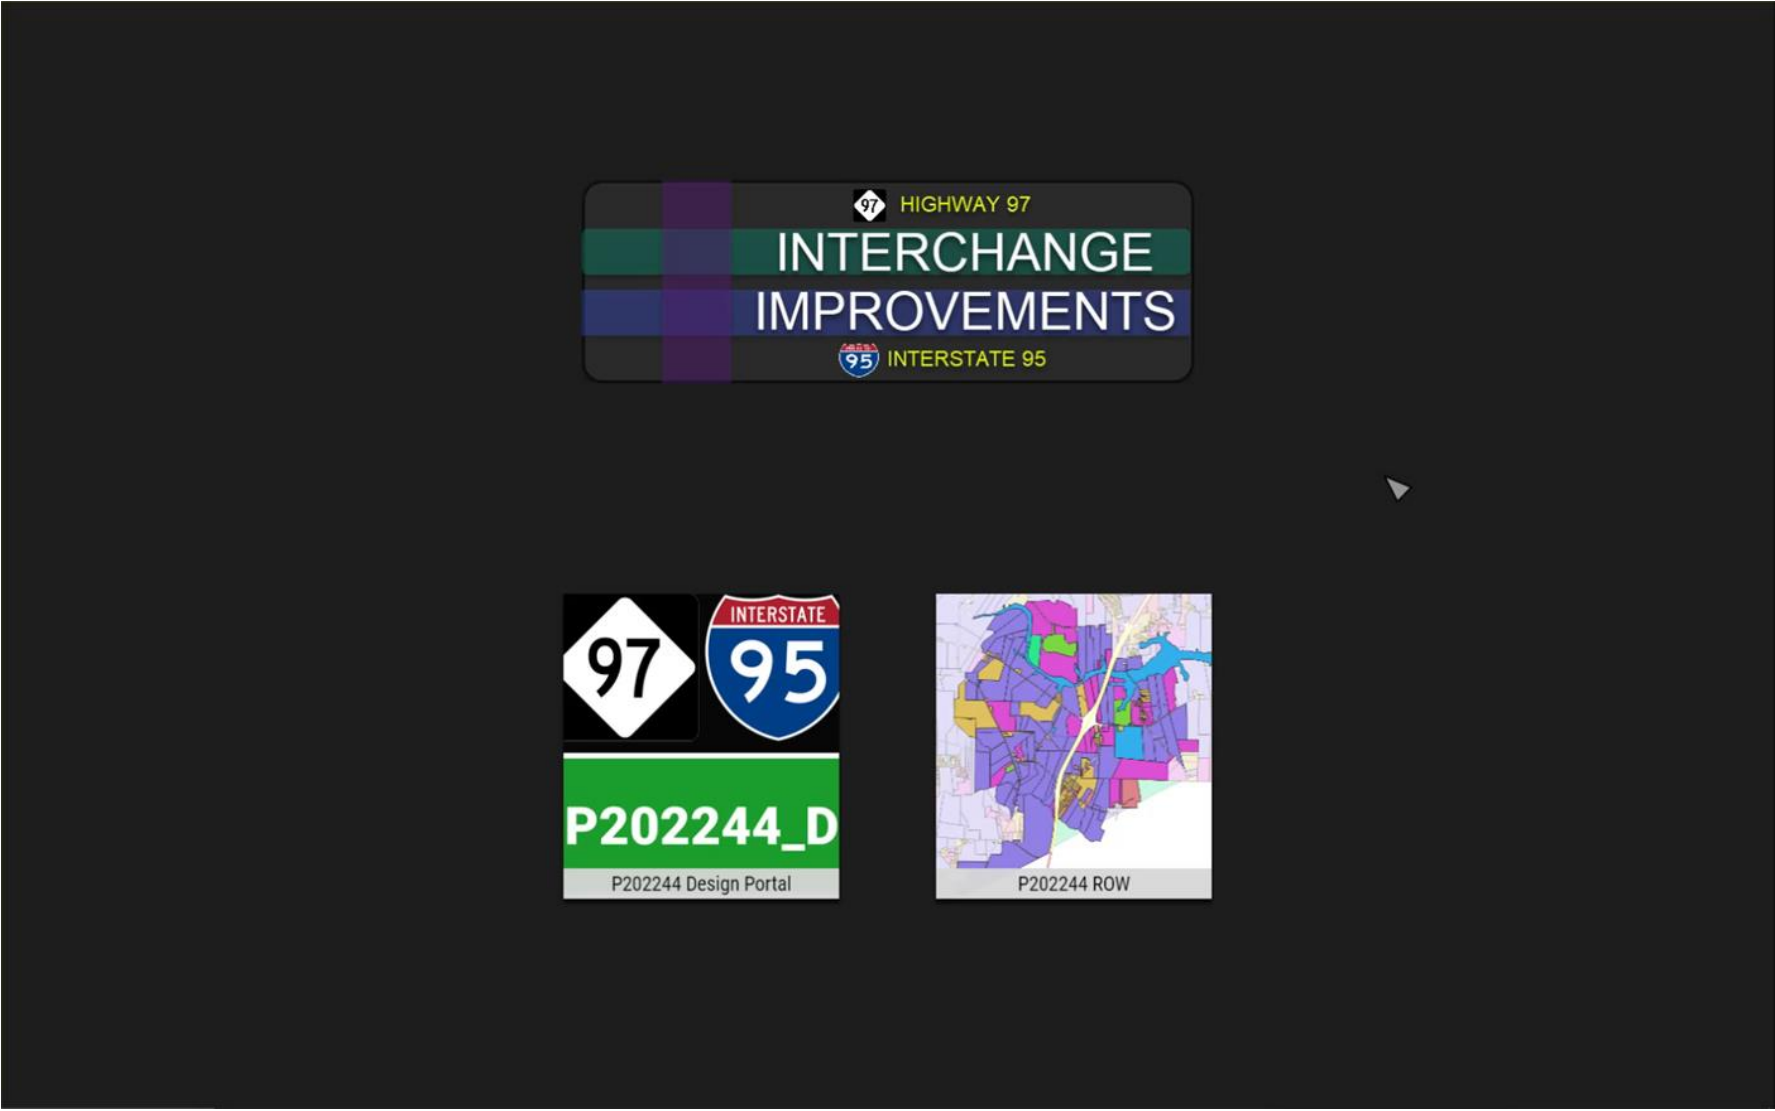 97 HIGHWAY 97
INTERCHANGE
IMPROVEMENTS
95 INTERSTATE 95
97
INTERSTATE
95
P202244_D
P202244 Design Portal
P202244 ROW